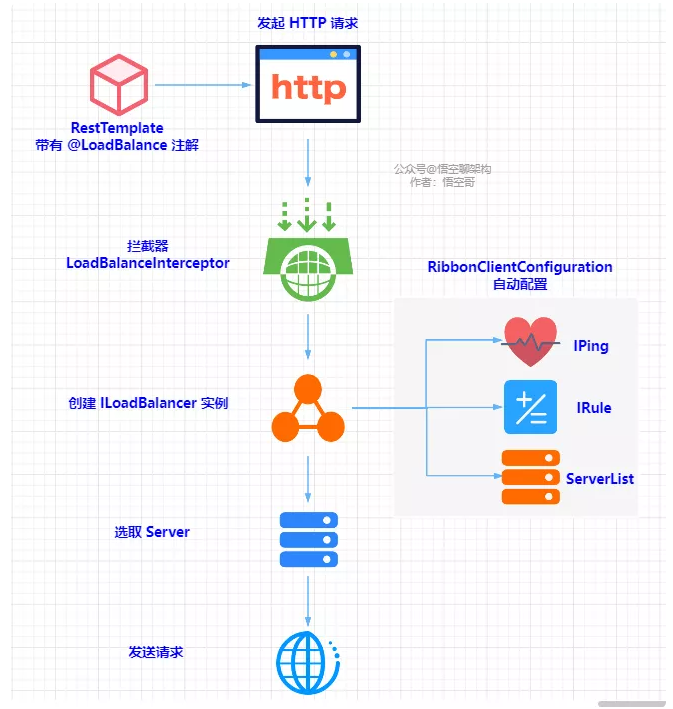 发起 HTTP 请求
http
RestTemplate
带有 @LoadBalance 注解
公众号@悟空聊架构
作者：悟空哥
拦截器
LoadBalanceInterceptor
RibbonClientConfiguration
自动配置
IPing
创建 ILoadBalancer 实例
IRule
ServerList
选取 Server
发送请求